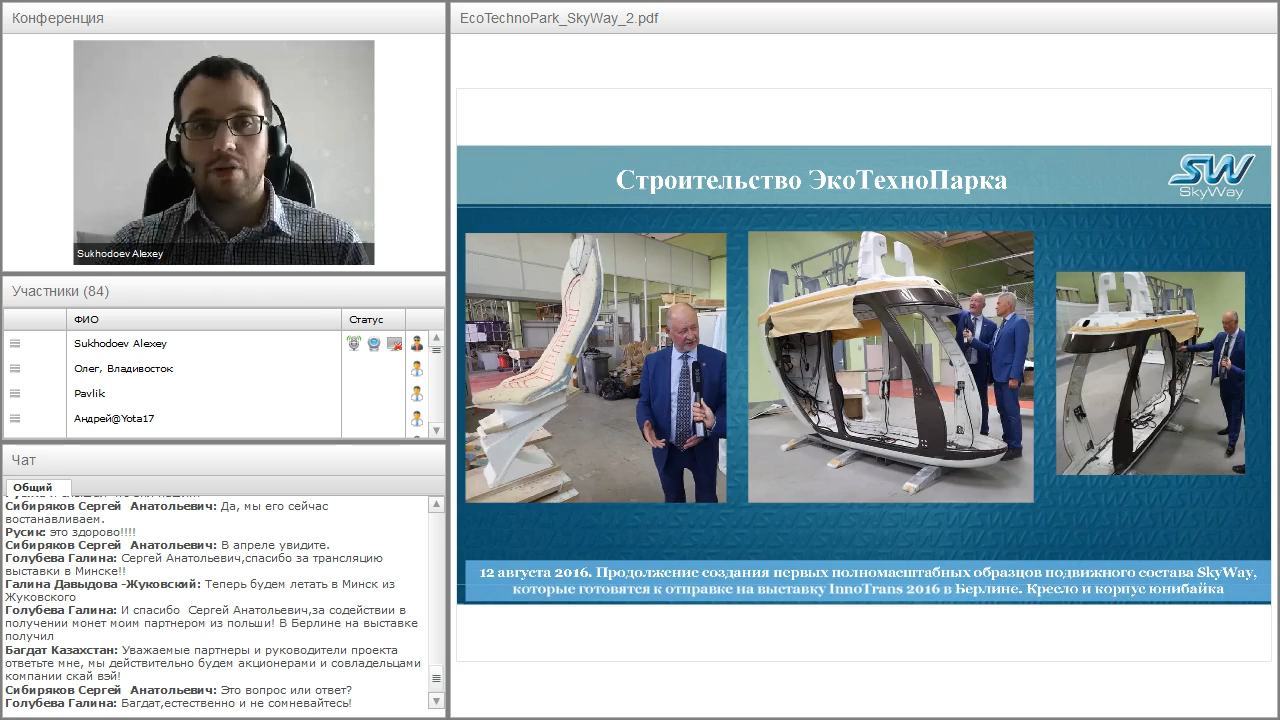 Конференция
Sukhodoev Alexey
Участники (84)
ФИО Статус
Sukhodoev Alexey
Олег, Владивосток
Pavlik
Андрей@Yota17
Чат
Общий
Сибиряков Сергей Анатольевич: Да, мы его сейчас
востанавливаем.
Русик: это здорово!!!!
Сибиряков Сергей Анатольевич: В апреле увидите.
Голубева Галина: Сергей Анатольевич,спасибо за трансляцию
выставки в Минске!!
Галина Давыдова -Жуковский: Теперь будем летать в Минск из
Жуковского
Голубева Галина: И спасибо Сергей Анатольевич,за содействии в
получении монет моим партнером из польши! В Берлине на выставке
получил
Багдат Казахстан: Уважаемые партнеры и руководители проекта
ответьте мне, мы действительно будем акционерами и совладельцами
компании скай вэй!
Сибиряков Сергей Анатольевич: Это вопрос или ответ?
Голубева Галина: Багдат, и не сомневайтесь!
EcoTechnoPark_SkyWay_2.pdf
Строительство ЭкоТехноПарка
SW
SkyWay
12 августа 2016. Продолжение создания первых полномасштабных образцов подвижного состава SkyWay,
которые готовятся к отправке на выставку InnoTrans 2016 в Берлине. Кресло и корпус юнибайка